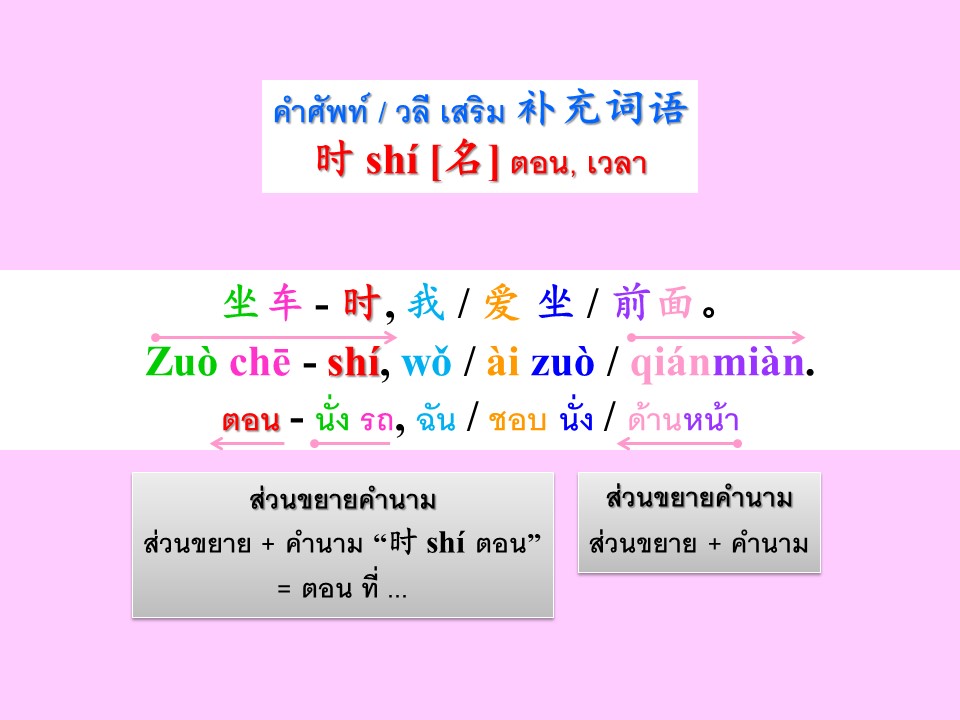 คำศัพท์ / วลี เสริม 补充词语
时 shí [名] ตอน, เวลา
坐车 - 时, 我 / 爱 坐 / 前面。
Zuò chē - shí, wǒ / ài zuò / qiánmiàn.
ตอน - นั่ง รถ, ฉัน / ชอบ นั่ง / ด้านหน้า
ส่วนขยายคำนาม
ส่วนขยาย + คำนาม “时 shí ตอน”
= ตอน ที่ ...
ส่วนขยายคำนาม
ส่วนขยาย + คำนาม